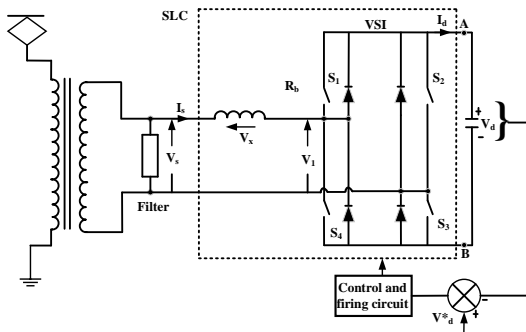 SLC
VSI
I_d
A
R_b
S_1
S_2
I_s
V_x
V_s
V_1
+
V_d
-
}
Filter
S_4
S_3
B
Control and
firing circuit
-
+
V*_d